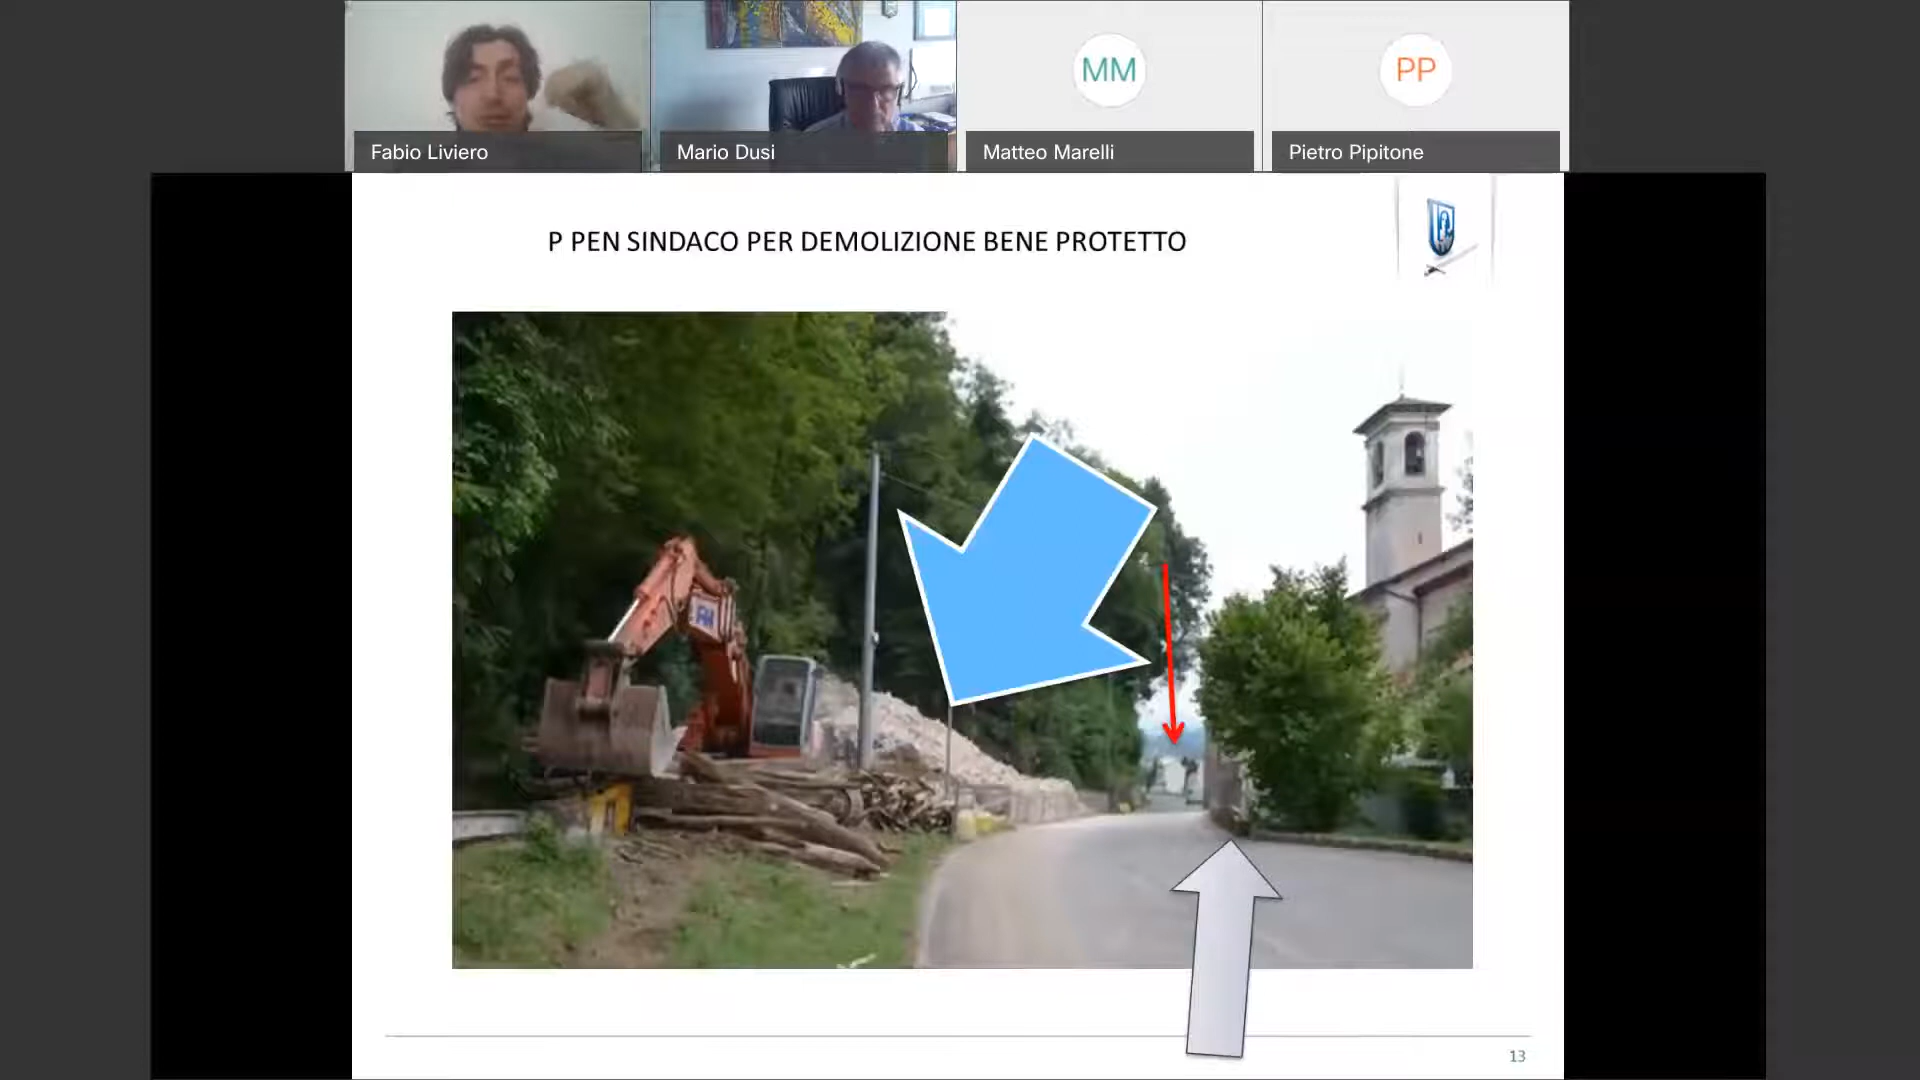 MM
PP
Fabio Liviero
Mario Dusi
Matteo Marelli
Pietro Pipitone
P PEN SINDACO PER DEMOLIZIONE BENE PROTETTO
13